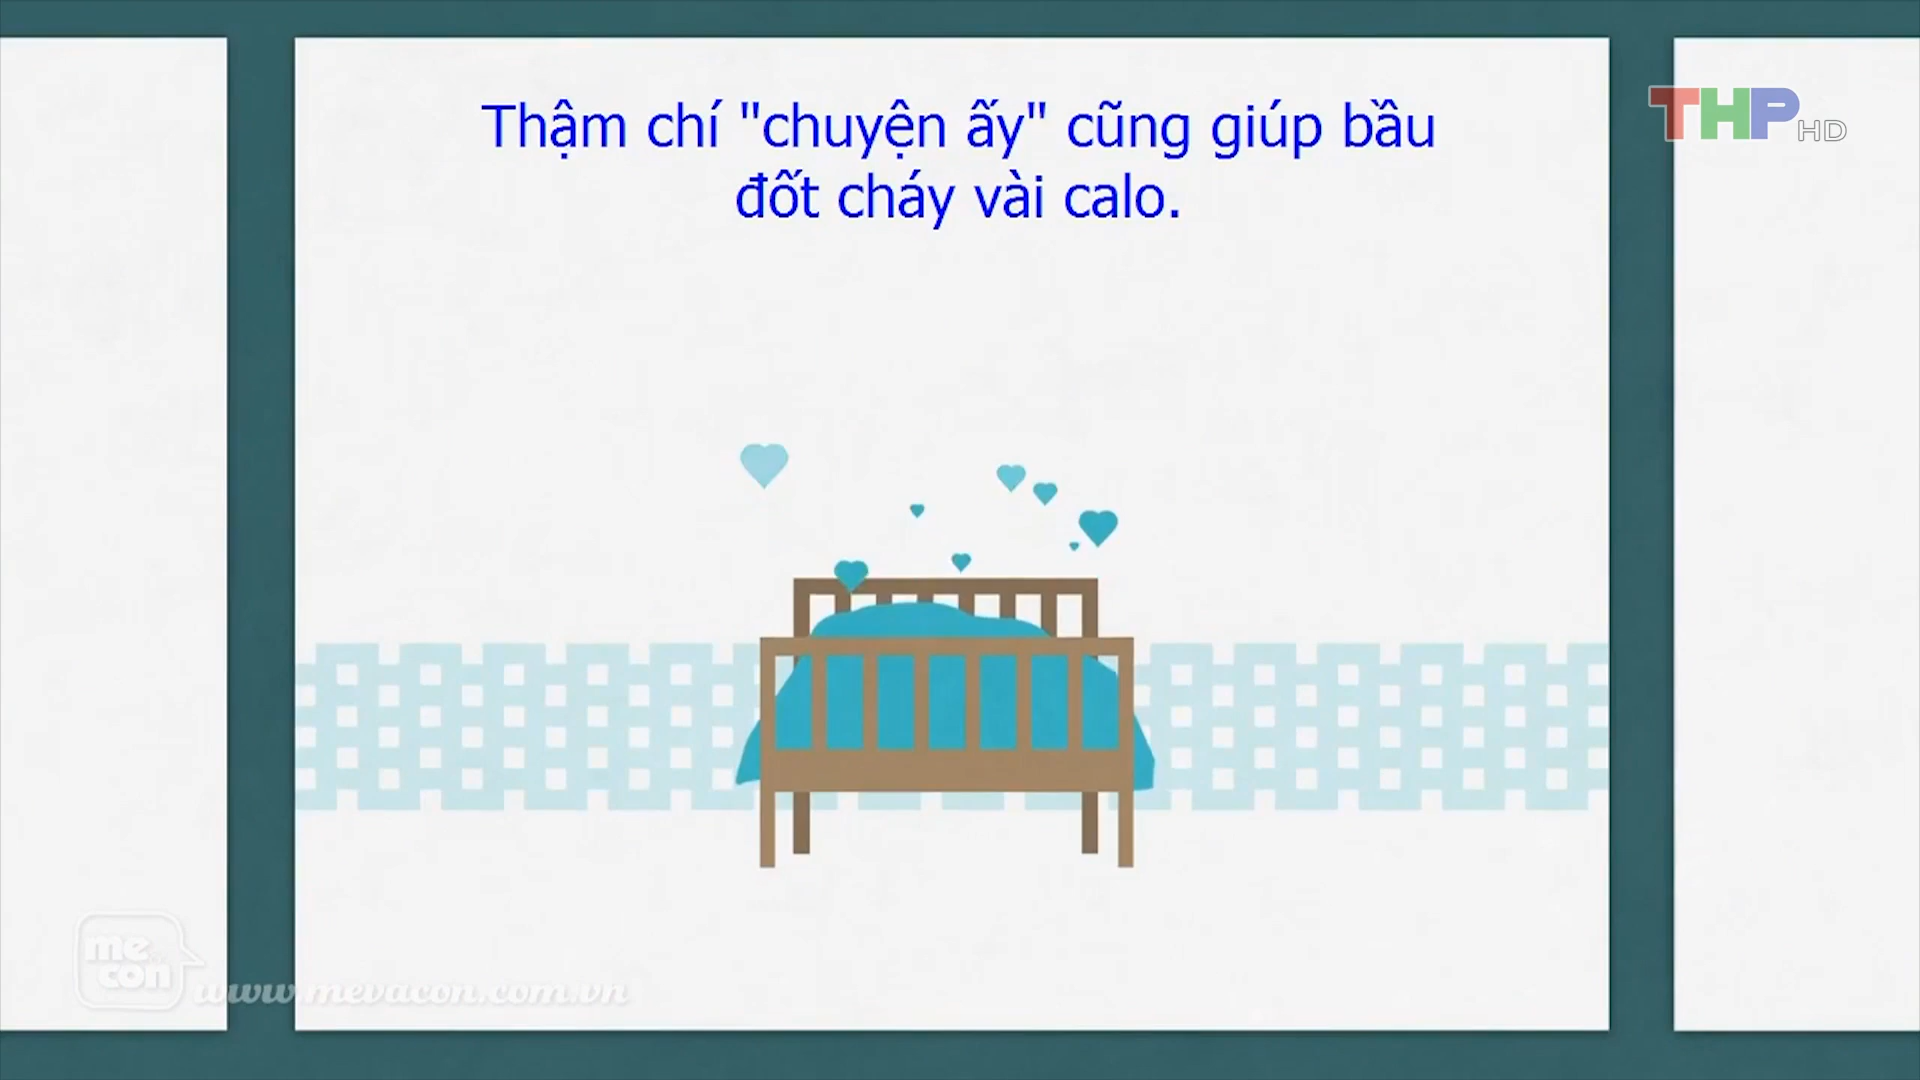 Thậm chí "chuyện ấy" cũng giúp bầu
đốt cháy vài calo.
THP HD
me
con
www.mevacon.com.vn